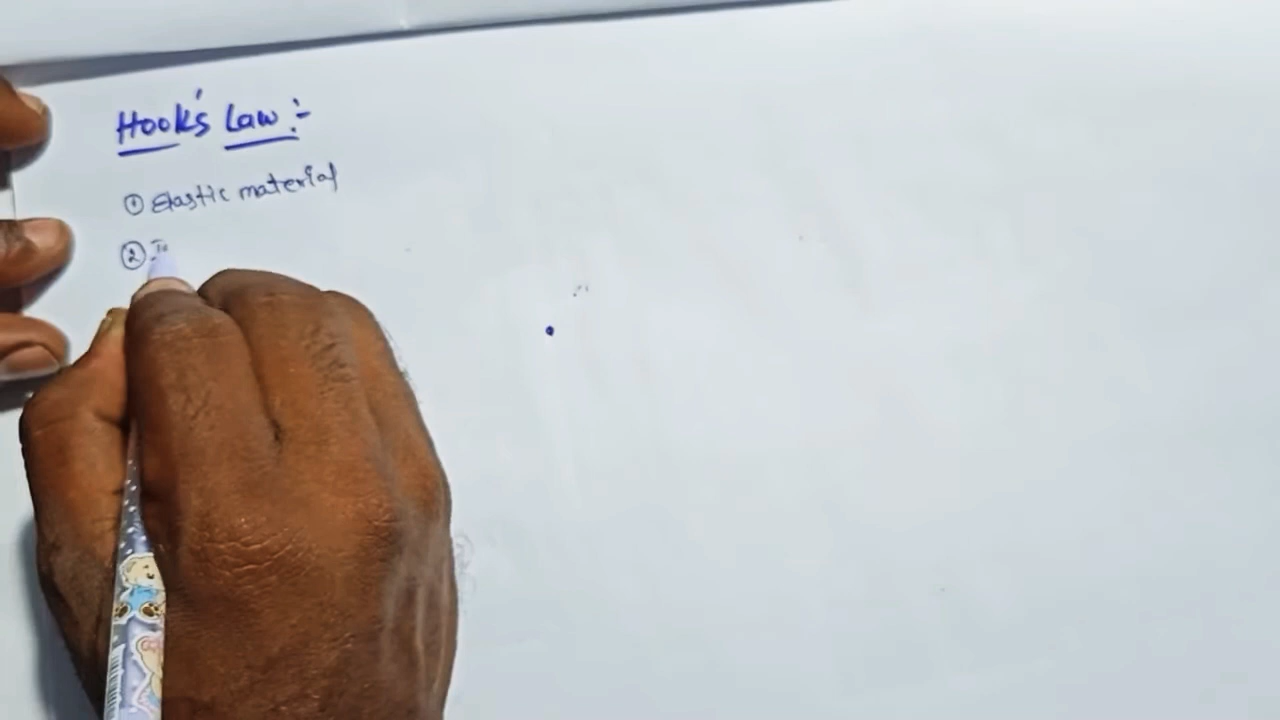 Hook's Law :-
① Elastic material
②